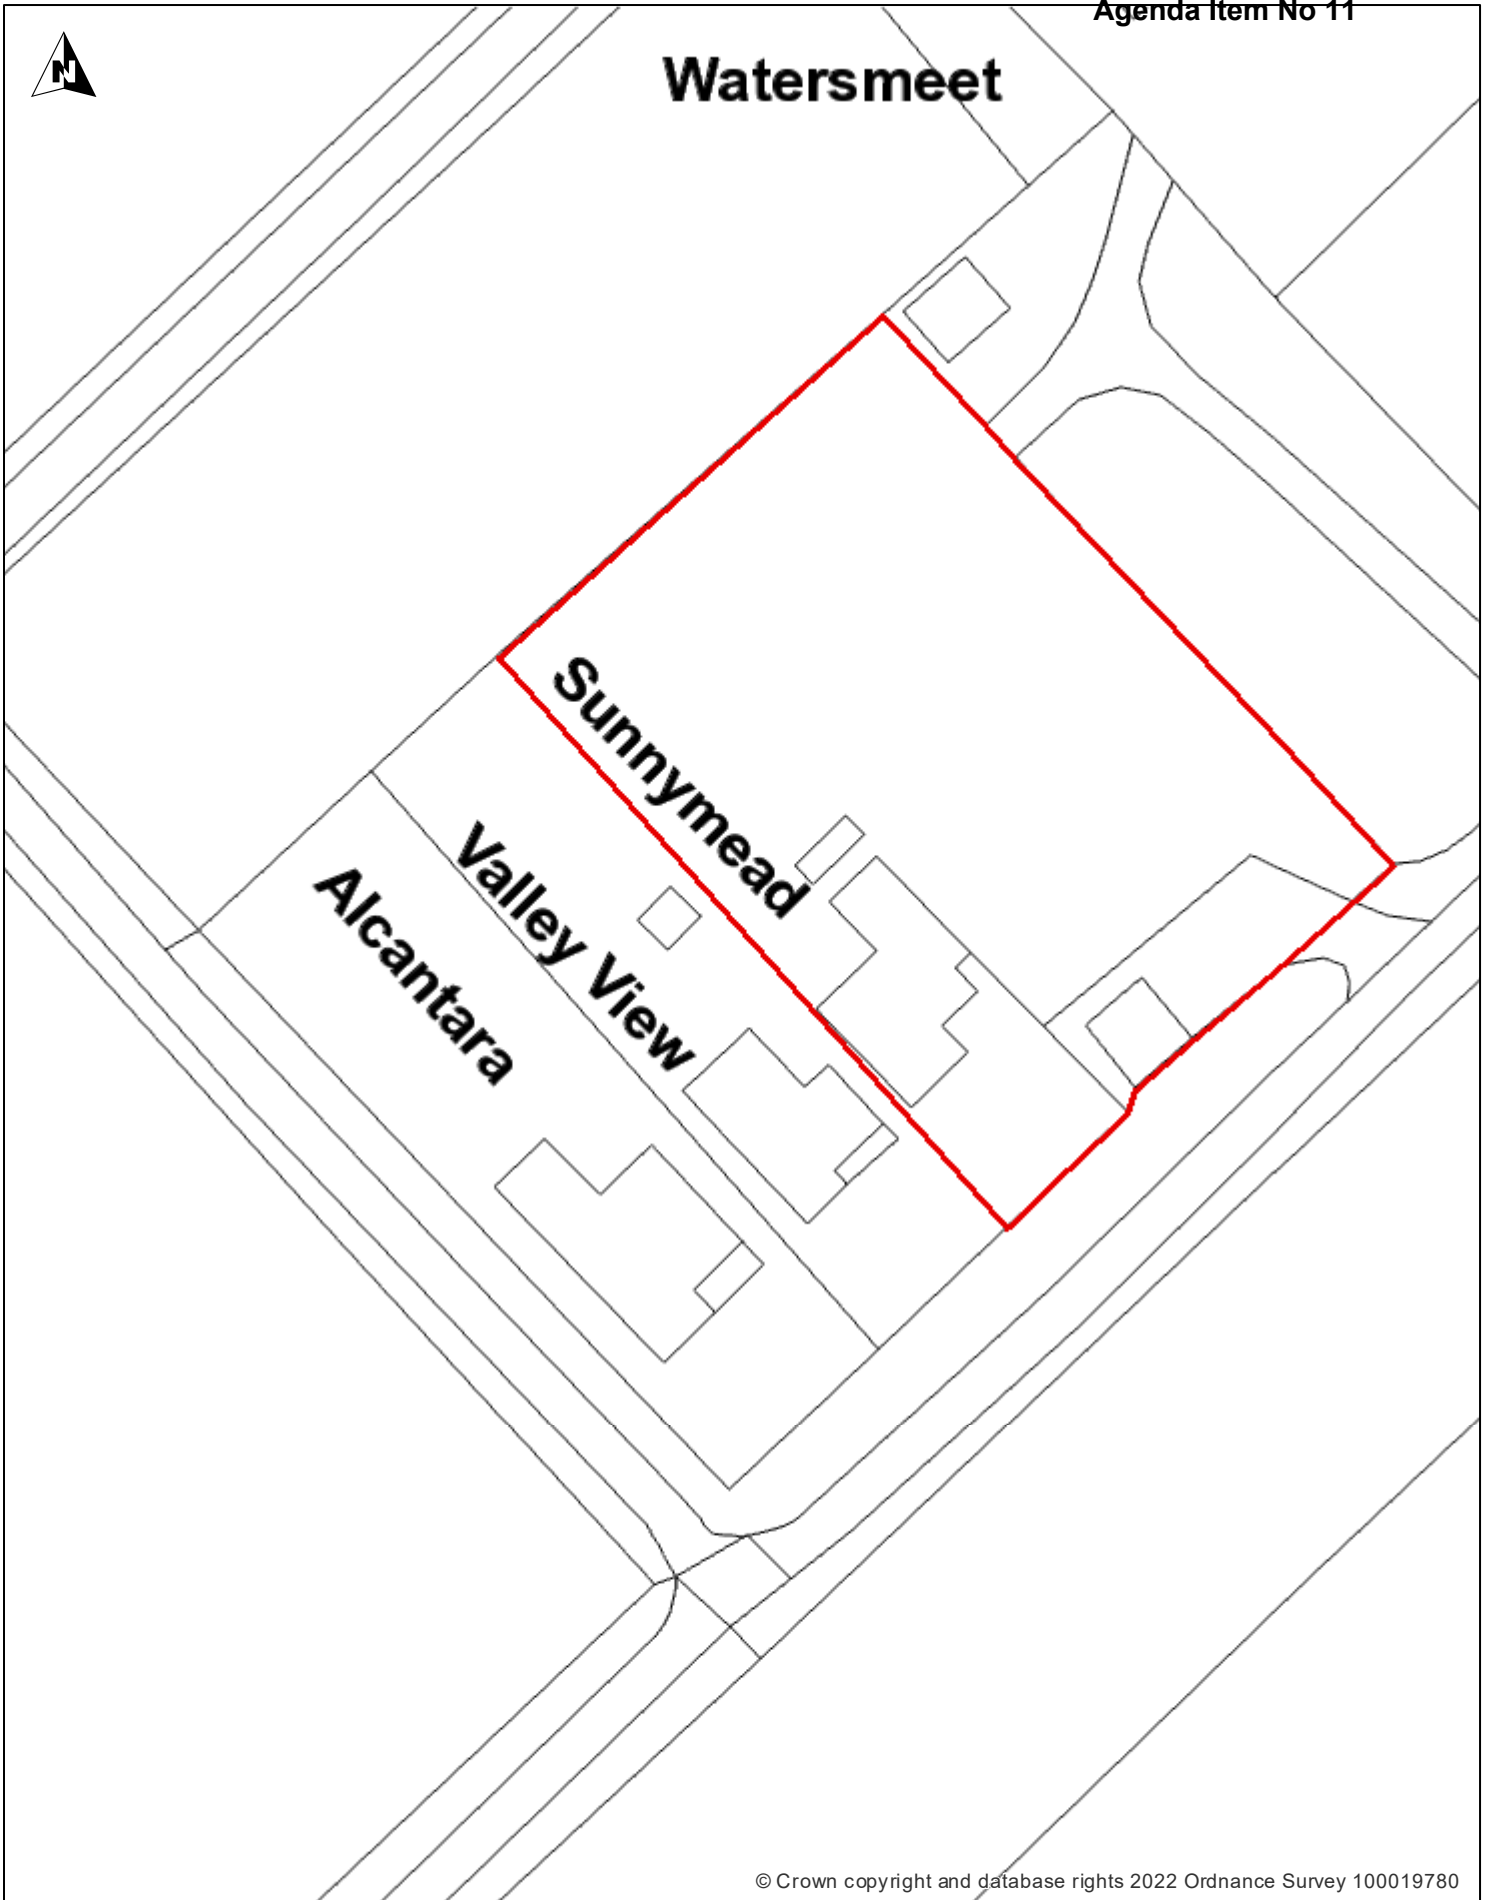 Agenda Item No 11
N
Watersmeet
Sunnymead
Valley View
Alcantara
© Crown copyright and database rights 2022 Ordnance Survey 100019780